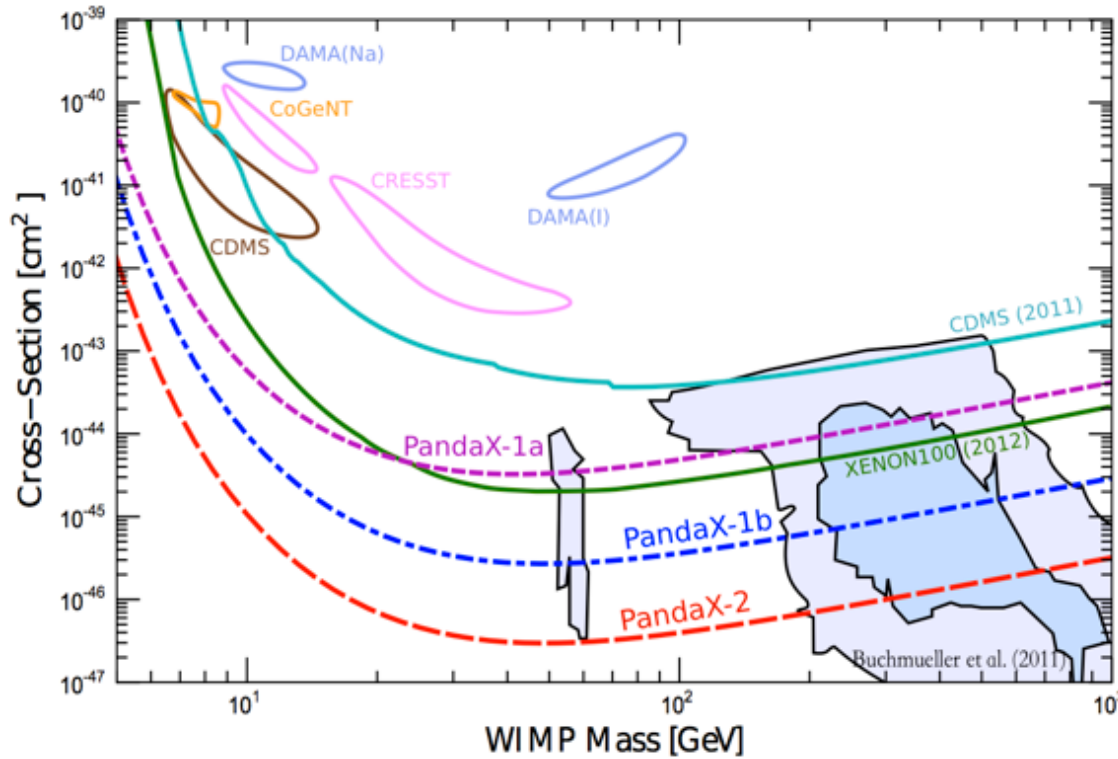 10⁻³⁹
10⁻⁴⁰
10⁻⁴¹
10⁻⁴²
10⁻⁴³
10⁻⁴⁴
10⁻⁴⁵
10⁻⁴⁶
10⁻⁴⁷
Cross−Section [cm² ]
DAMA(Na)
CoGeNT
CRESST
DAMA(I)
CDMS
CDMS (2011)
PandaX-1a
XENON100 (2012)
PandaX-1b
PandaX-2
Buchmueller et al. (2011)
10¹
10²
WIMP Mass [GeV]